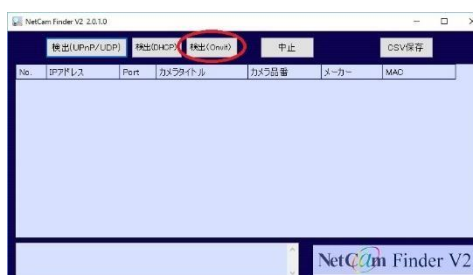 NetCam Finder V2 2.0.1.0
検出(UPnP/UDP) 検出(DHCP) 検出(Onvif) 中止 CSV保存
No. IPアドレス Port カメラタイトル カメラ品番 メーカー MAC
NetCam Finder V2